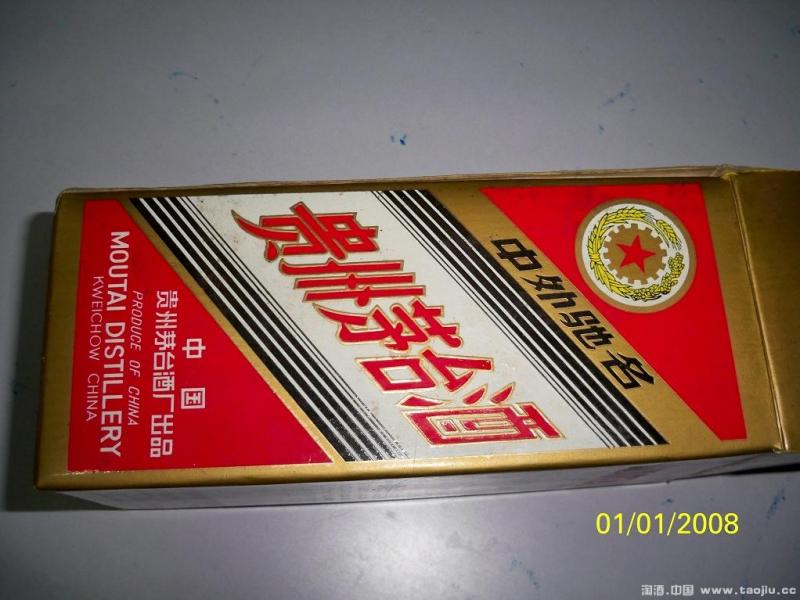 中外驰名
贵州茅台酒
中国
贵州茅台酒厂出品
PRODUCE OF CHINA
MOUTAI DISTILLERY
KWEICHOW CHINA
01/01/2008
淘酒.中国 www.taojiu.cc